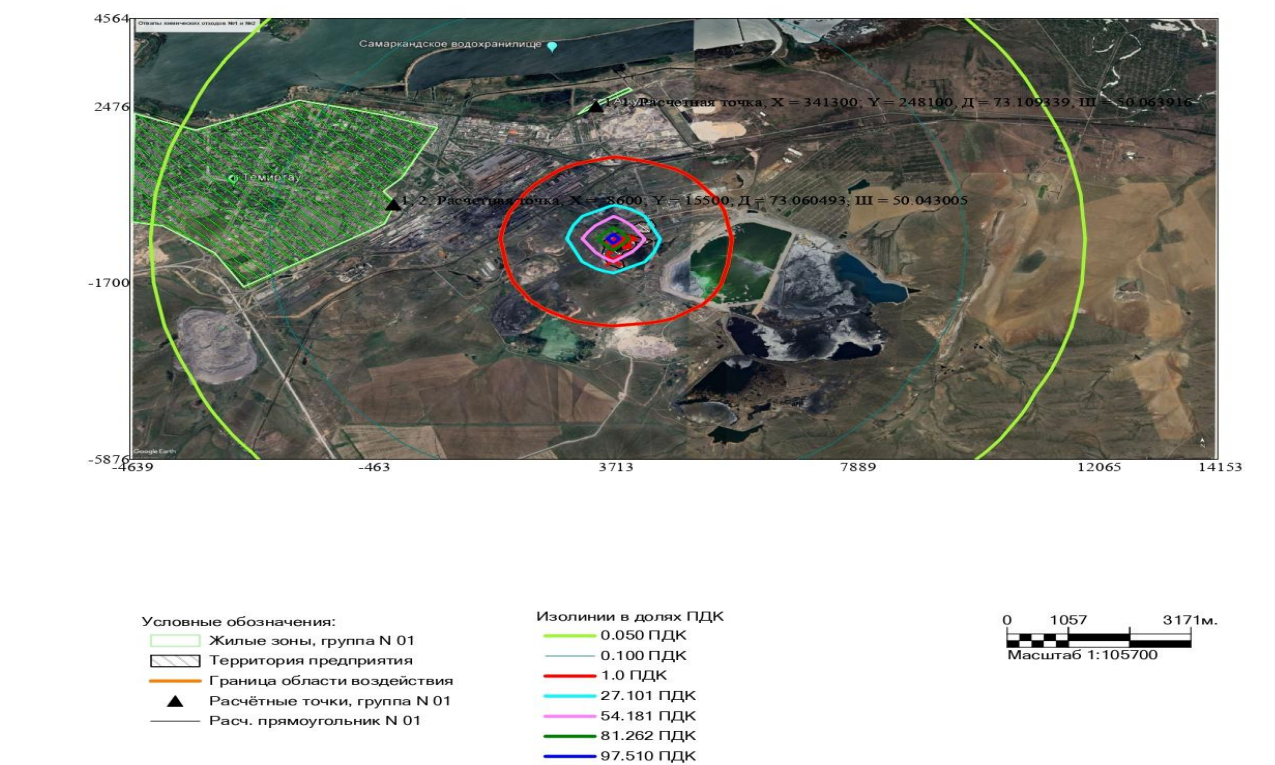 4564
Отвалы химических отходов №1 и №2
Самаркандское водохранилище
2476
1, 1, Расчетная точка, X = 341300; Y = 248100, Д = 73.109339, Ш = 50.063916
Темиртау
1, 2, Расчетная точка, X = -8600, Y = 15500, Д = 73.060493, Ш = 50.043005
-1700
Google Earth
-5876
-4639 -463 3713 7889 12065 14153
Условные обозначения:
Жилые зоны, группа N 01
Территория предприятия
Граница области воздействия
Расчётные точки, группа N 01
Расч. прямоугольник N 01
Изолинии в долях ПДК
0.050 ПДК
0.100 ПДК
1.0 ПДК
27.101 ПДК
54.181 ПДК
81.262 ПДК
97.510 ПДК
0 1057 3171м.
Масштаб 1:105700